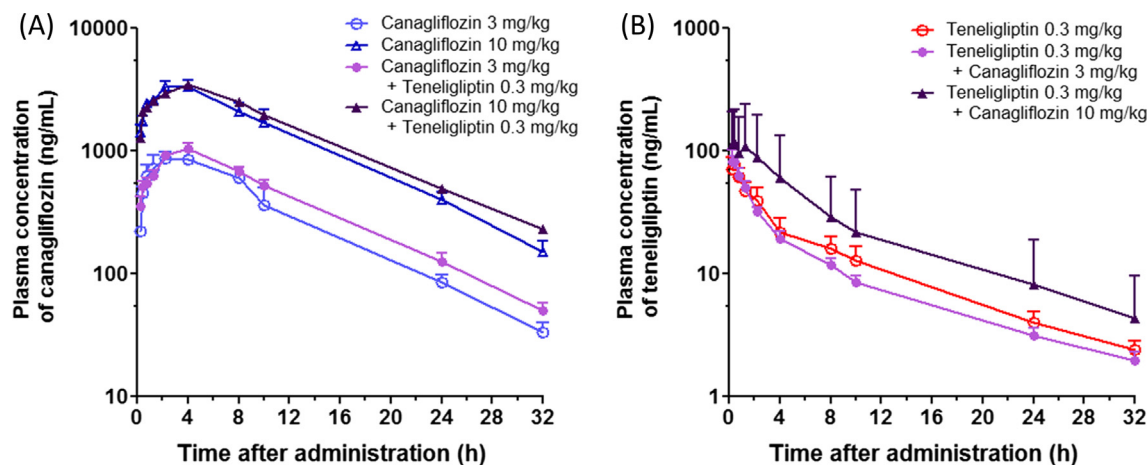 (A)
Plasma concentration
of canagliflozin (ng/mL)
10000
1000
100
10
0
4
8
12
16
20
24
28
32
Time after administration (h)
Canagliflozin 3 mg/kg
Canagliflozin 10 mg/kg
Canagliflozin 3 mg/kg
+ Teneligliptin 0.3 mg/kg
Canagliflozin 10 mg/kg
+ Teneligliptin 0.3 mg/kg
(B)
Plasma concentration
of teneligliptin (ng/mL)
1000
100
10
1
0
4
8
12
16
20
24
28
32
Time after administration (h)
Teneligliptin 0.3 mg/kg
Teneligliptin 0.3 mg/kg
+ Canagliflozin 3 mg/kg
Teneligliptin 0.3 mg/kg
+ Canagliflozin 10 mg/kg